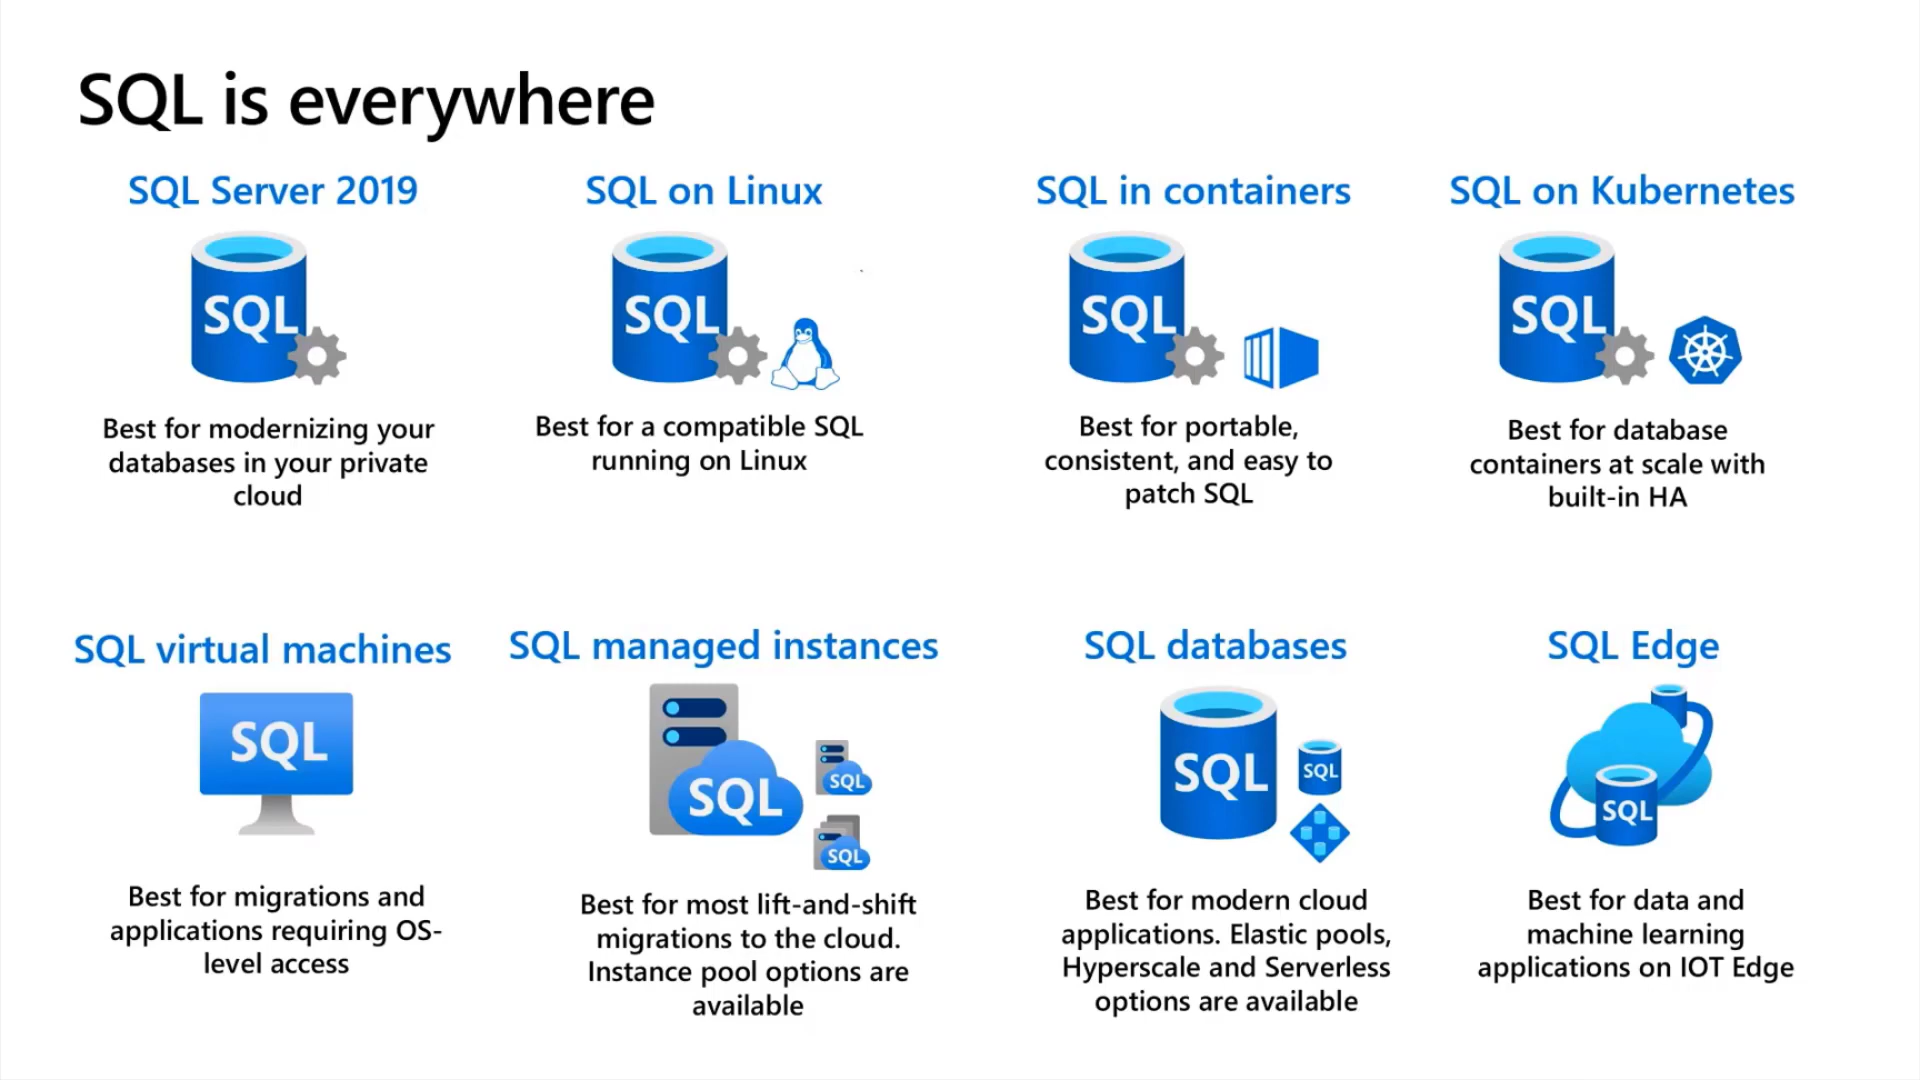 SQL is everywhere
SQL Server 2019
SQL
Best for modernizing your
databases in your private
cloud
SQL on Linux
SQL
Best for a compatible SQL
running on Linux
SQL in containers
SQL
Best for portable,
consistent, and easy to
patch SQL
SQL on Kubernetes
SQL
Best for database
containers at scale with
built-in HA
SQL virtual machines
SQL
Best for migrations and
applications requiring OS-
level access
SQL managed instances
SQL
SQL
SQL
Best for most lift-and-shift
migrations to the cloud.
Instance pool options are
available
SQL databases
SQL
SQL
Best for modern cloud
applications. Elastic pools,
Hyperscale and Serverless
options are available
SQL Edge
SQL
Best for data and
machine learning
applications on IOT Edge